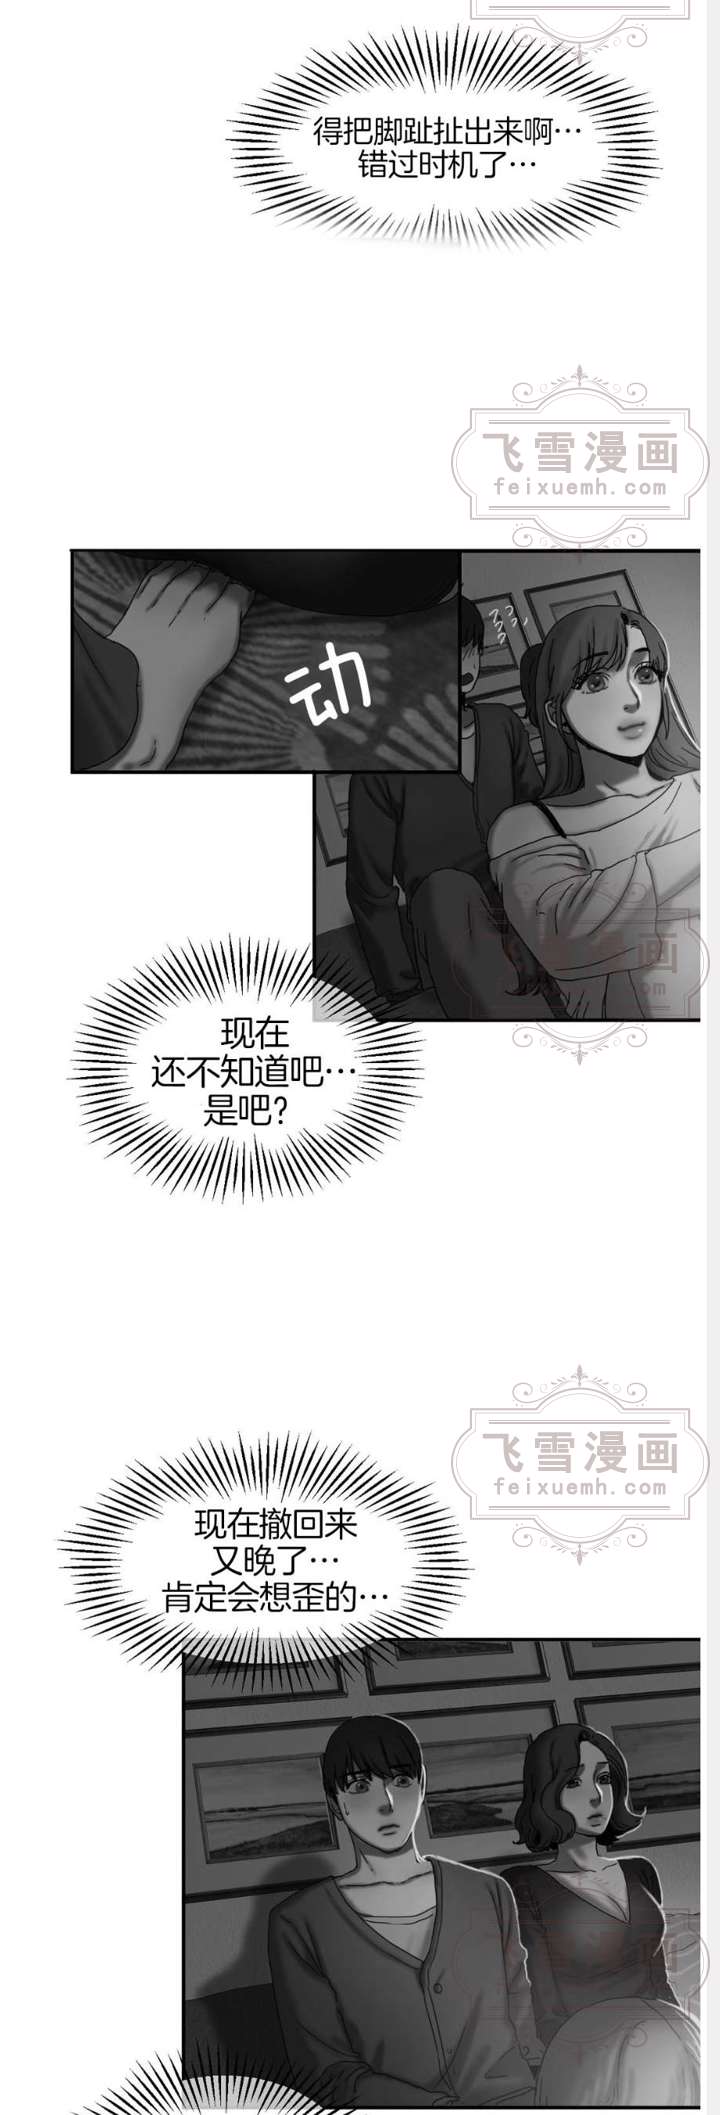 得把脚趾扯出来啊…
错过时机了…
飞雪漫画
feixuemh.com
动
现在
还不知道吧…
是吧?
飞雪漫画
feixuemh.com
现在撤回来
又晚了…
肯定会想歪的…